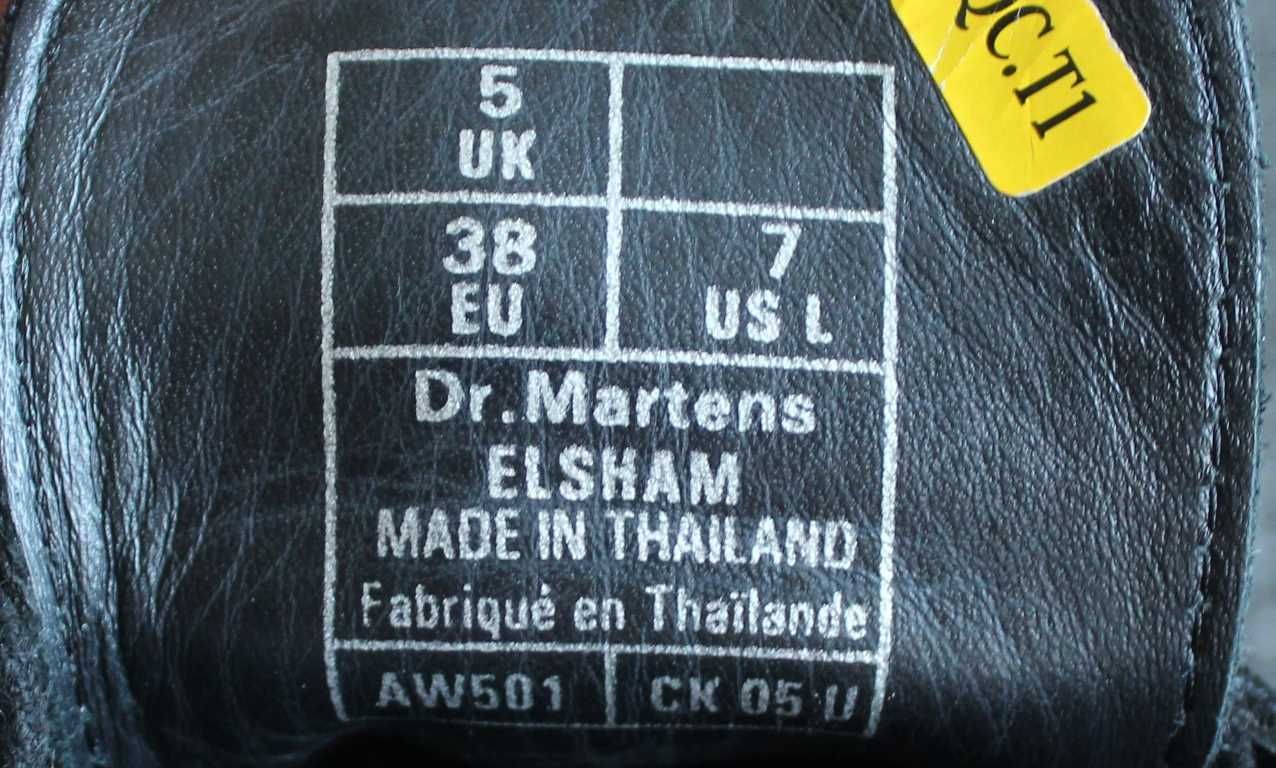 5
UK
38
EU
7
US L
Dr.Martens
ELSHAM
MADE IN THAILAND
Fabriqué en Thaïlande
AW501
CK 05 U
QC.T1